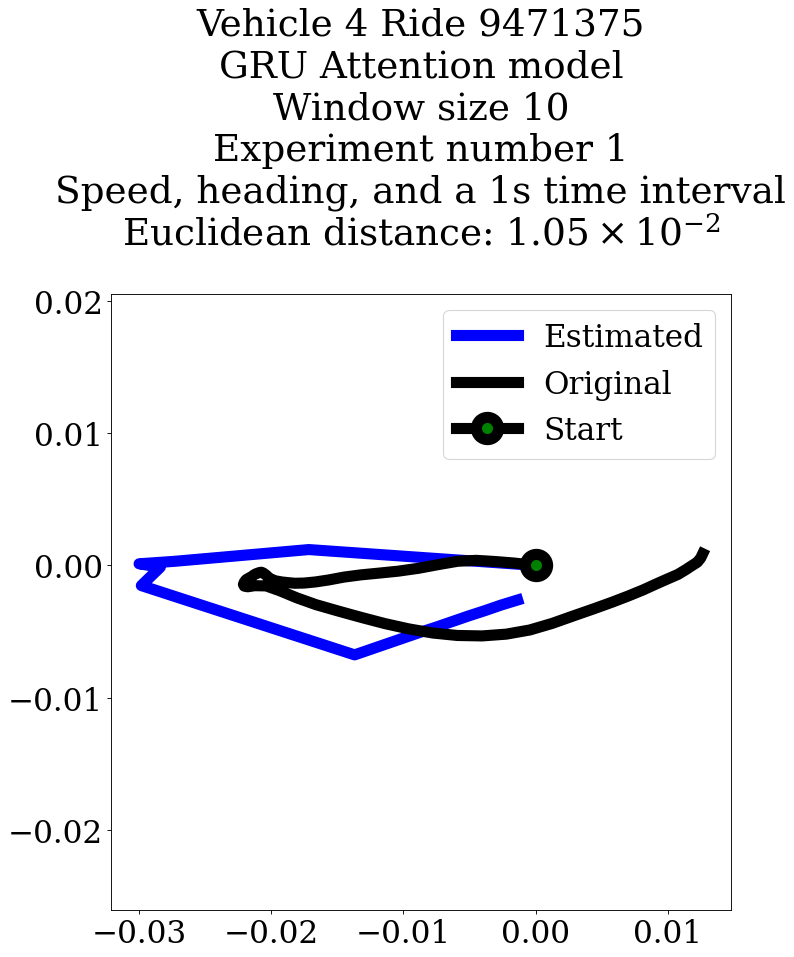 Vehicle 4 Ride 9471375
GRU Attention model
Window size 10
Experiment number 1
Speed, heading, and a 1s time interval
Euclidean distance: 1.05 × 10⁻²
0.02
0.01
0.00
−0.01
−0.02
Estimated
Original
Start
−0.03 −0.02 −0.01 0.00 0.01